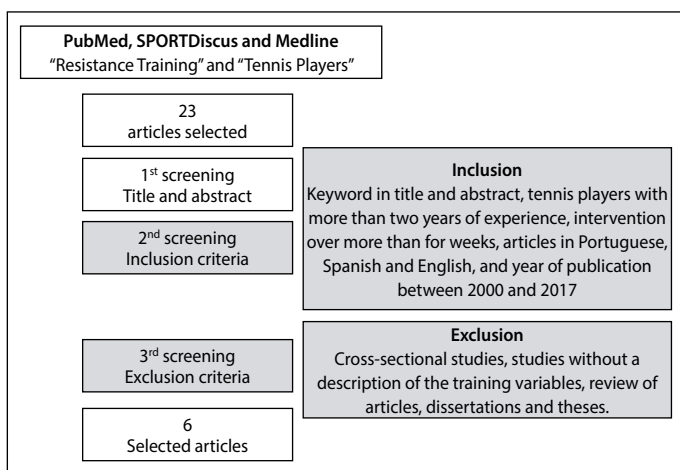 PubMed, SPORTDiscus and Medline
“Resistance Training” and “Tennis Players”
23
articles selected
1st screening
Title and abstract
2nd screening
Inclusion criteria
Inclusion
Keyword in title and abstract, tennis players with
more than two years of experience, intervention
over more than for weeks, articles in Portuguese,
Spanish and English, and year of publication
between 2000 and 2017
3rd screening
Exclusion criteria
Exclusion
Cross-sectional studies, studies without a
description of the training variables, review of
articles, dissertations and theses.
6
Selected articles